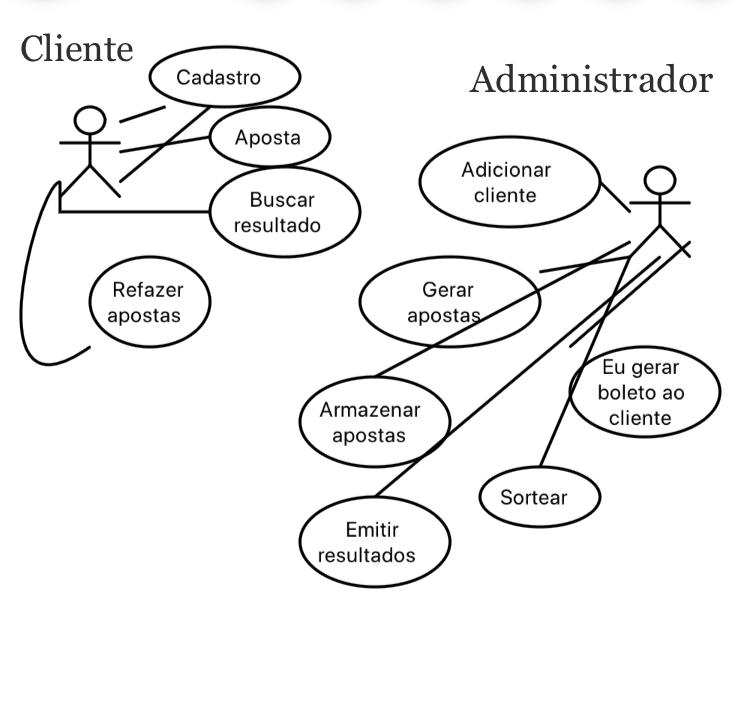 Cliente
Cadastro
Aposta
Buscar
resultado
Refazer
apostas
Administrador
Adicionar
cliente
Gerar
apostas
Eu gerar
boleto ao
cliente
Armazenar
apostas
Sortear
Emitir
resultados